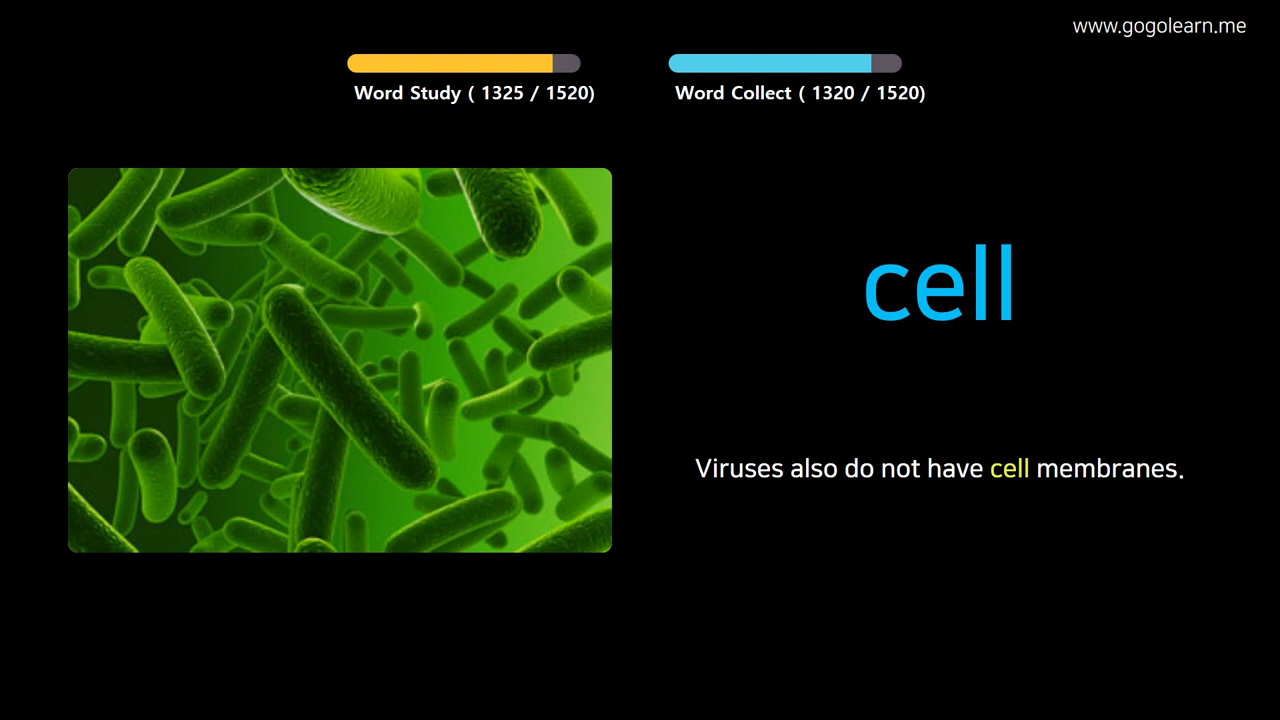 www.gogolearn.me
Word Study ( 1325 / 1520)
Word Collect ( 1320 / 1520)
cell
Viruses also do not have cell membranes.